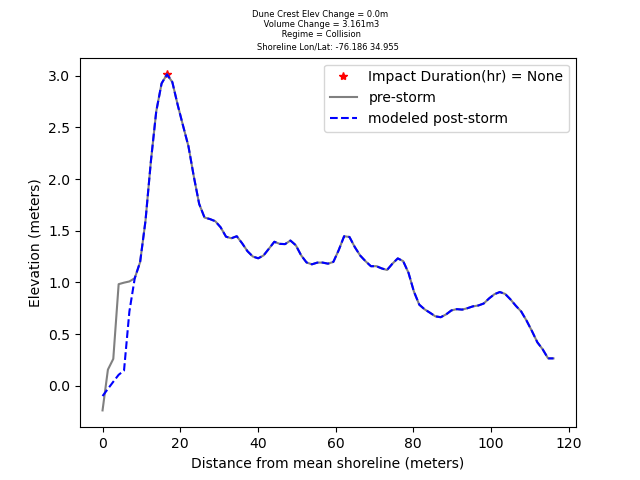 Dune Crest Elev Change = 0.0m
Volume Change = 3.161m3
Regime = Collision
Shoreline Lon/Lat: -76.186 34.955
Impact Duration(hr) = None
pre-storm
modeled post-storm
3.0
2.5
2.0
1.5
1.0
0.5
0.0
Elevation (meters)
0 20 40 60 80 100 120
Distance from mean shoreline (meters)